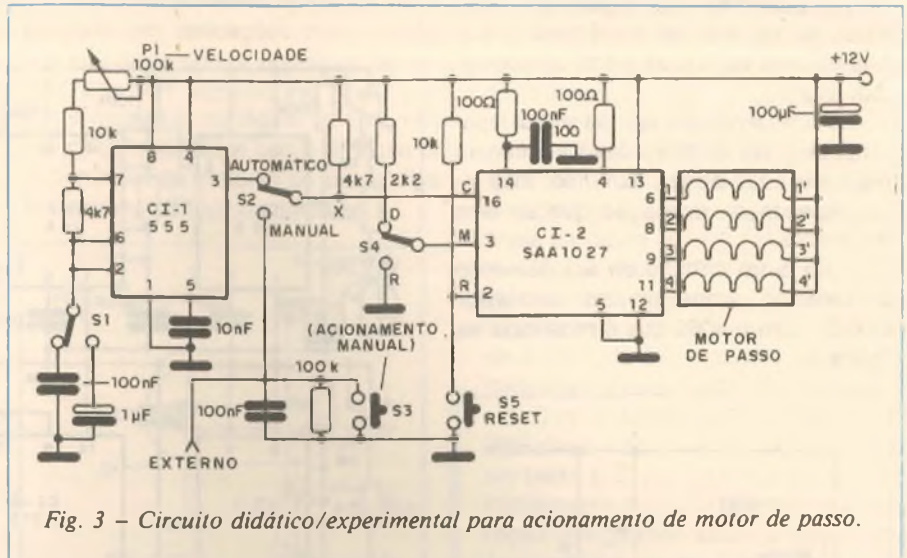 P1 — VELOCIDADE
100k
+12V
10k
4k7
8
4
7
3
6
2
1
5
CI-1
555
AUTOMÁTICO
S2
MANUAL
4k7
X
2k2
D
S4
R
10k
100Ω
100nF
100
100Ω
100µF
C
16
M
3
R
2
14
4
13
CI-2
SAA1027
6
8
9
11
5
12
1
2
3
4
1'
2'
3'
4'
MOTOR
DE PASSO
S1
10nF
100nF
1µF
EXTERNO
100nF
100k
(ACIONAMENTO
MANUAL)
S3
S5
RESET
Fig. 3 – Circuito didático/experimental para acionamento de motor de passo.